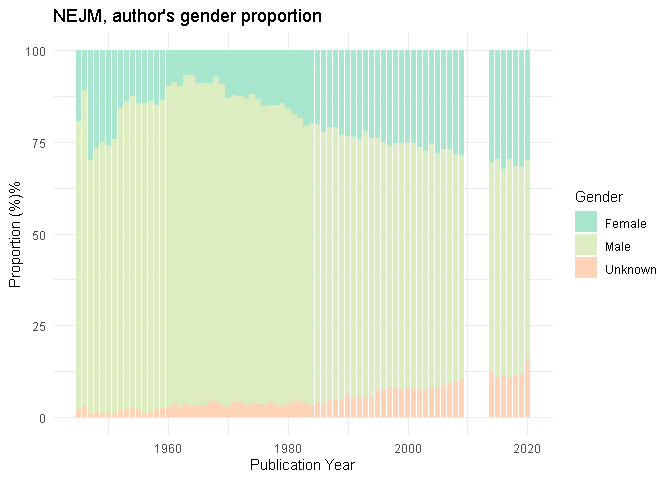 NEJM, author's gender proportion
Proportion (%)%
100
75
50
25
0
1960
1980
2000
2020
Publication Year
Gender
Female
Male
Unknown